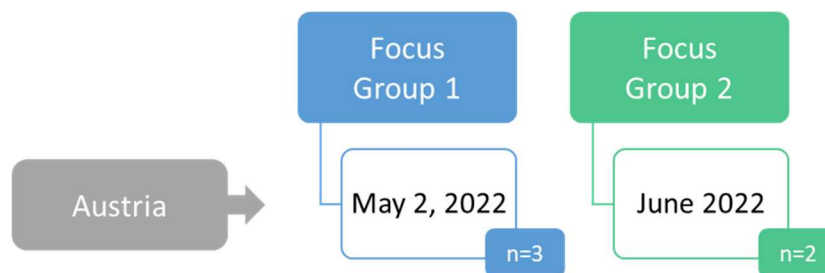 Focus
Group 1
Focus
Group 2
Austria
May 2, 2022
June 2022
n=3
n=2